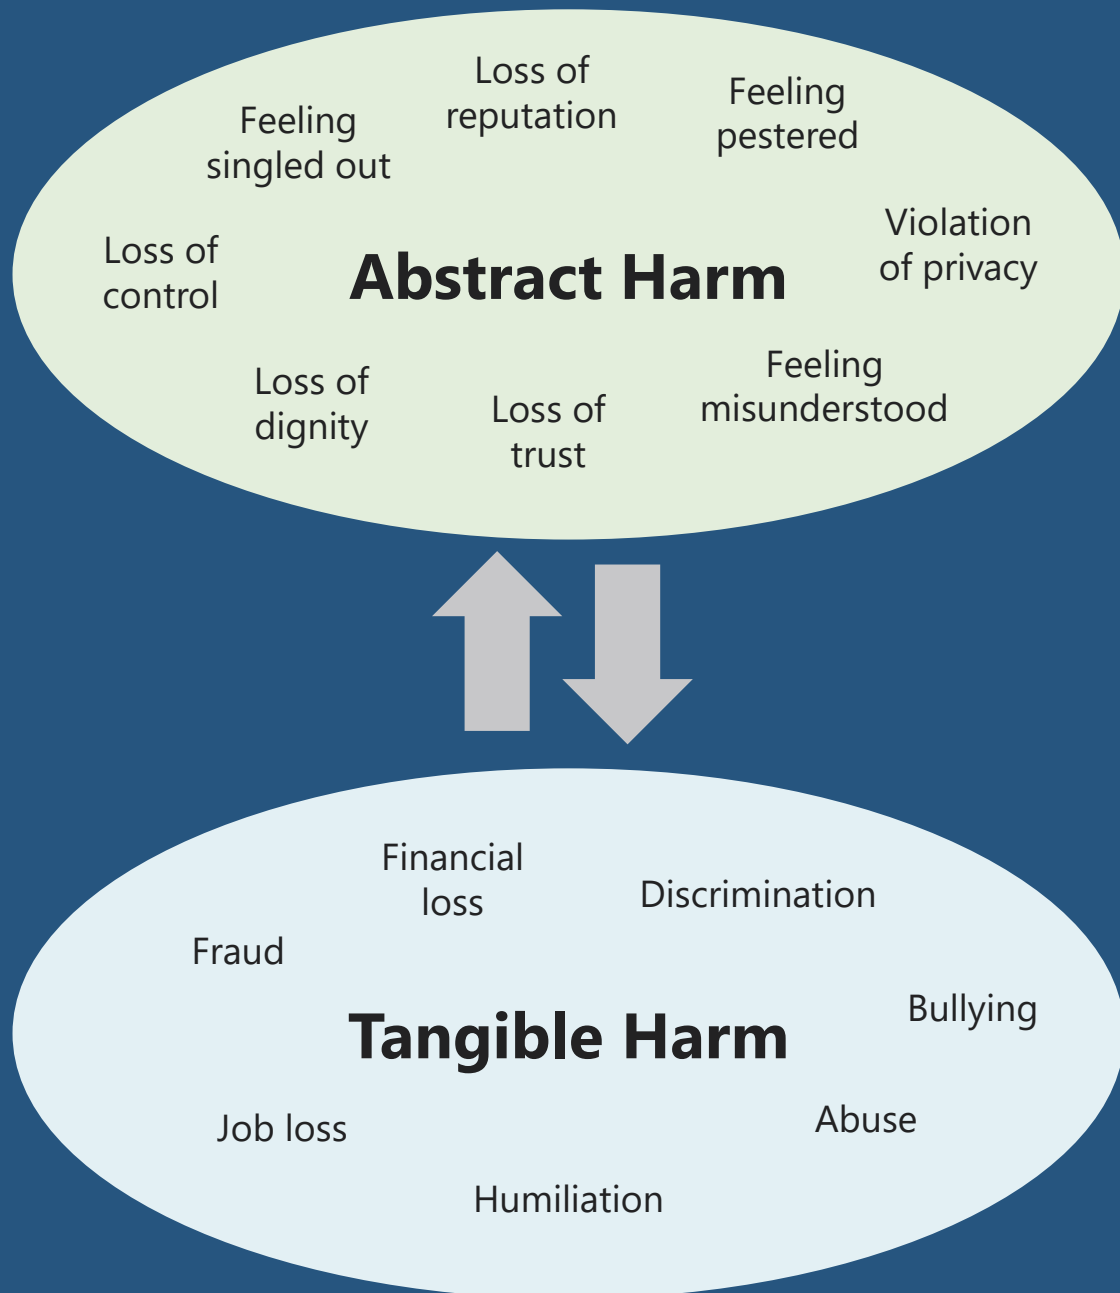 Loss of
reputation
Feeling
pestered
Feeling
singled out
Violation
of privacy
Loss of
control
Abstract Harm
Feeling
misunderstood
Loss of
dignity
Loss of
trust
Financial
loss
Discrimination
Fraud
Bullying
Tangible Harm
Job loss
Abuse
Humiliation